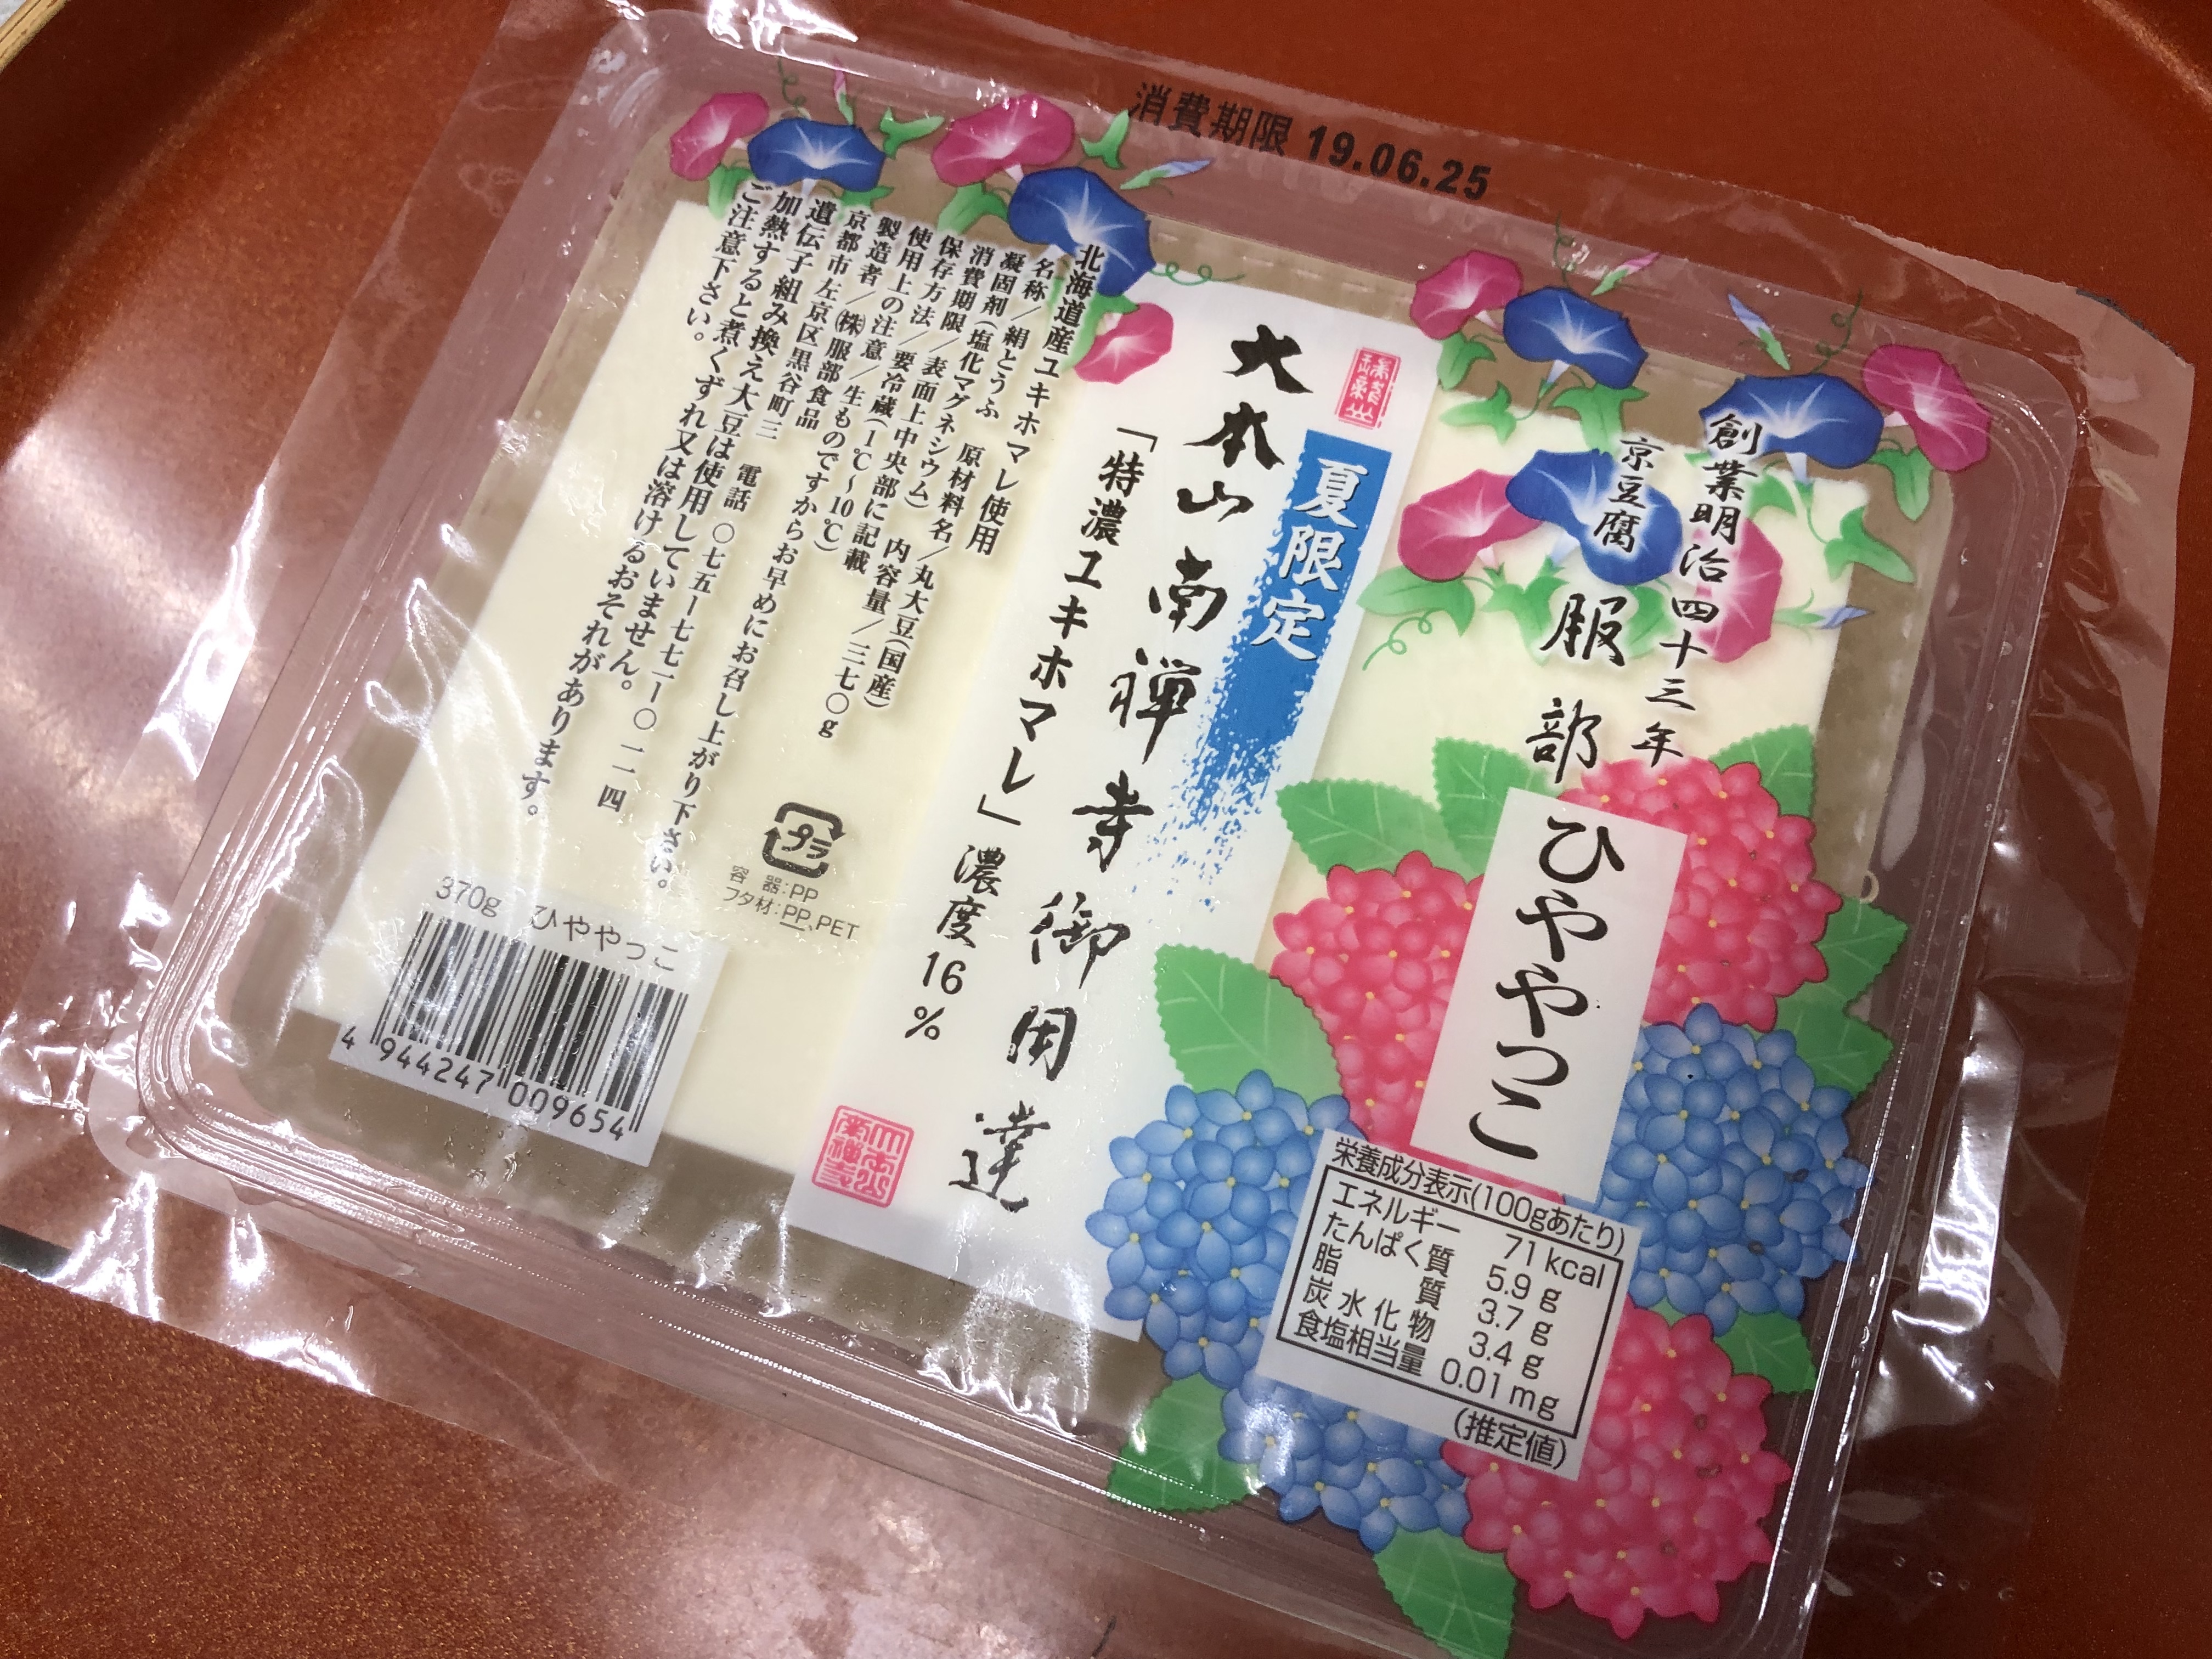 消費期限 19.06.25
創業明治四十三年
京豆腐
服部
ひややっこ
夏限定
大本山南禅寺御用達
「特濃ユキホマレ」濃度16%
北海道産ユキホマレ使用
名称/絹とうふ 原材料名/丸大豆(国産)
凝固剤(塩化マグネシウム) 内容量/三七〇g
消費期限/表面上中央部に記載
保存方法/要冷蔵(1℃~10℃)
使用上の注意/生ものですからお早めにお召し上がり下さい。
製造者/㈱服部食品
京都市左京区黒谷町三 電話 〇七五ー七七一ー〇一二四
遺伝子組み換え大豆は使用していません。
加熱すると煮くずれ又は溶けるおそれがあります。
ご注意下さい。
プラ
容器:PP
フタ材:PP、PET
370g ひややっこ
4 944247 009654
栄養成分表示(100gあたり)
エネルギー 71kcal
たんぱく質 5.9g
脂質 3.7g
炭水化物 3.4g
食塩相当量 0.01mg
(推定値)